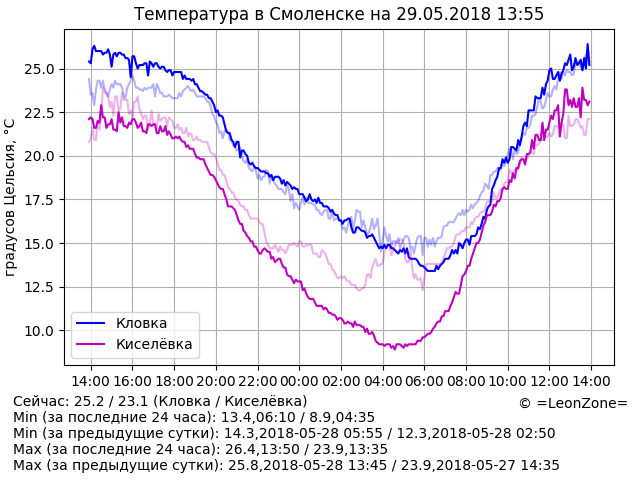 Температура в Смоленске на 29.05.2018 13:55
градусов Цельсия, °C
25.0
22.5
20.0
17.5
15.0
12.5
10.0
Кловка
Киселёвка
14:00 16:00 18:00 20:00 22:00 00:00 02:00 04:00 06:00 08:00 10:00 12:00 14:00
Сейчас: 25.2 / 23.1 (Кловка / Киселёвка)
© =LeonZone=
Min (за последние 24 часа): 13.4,06:10 / 8.9,04:35
Min (за предыдущие сутки): 14.3,2018-05-28 05:55 / 12.3,2018-05-28 02:50
Max (за последние 24 часа): 26.4,13:50 / 23.9,13:35
Max (за предыдущие сутки): 25.8,2018-05-28 13:45 / 23.9,2018-05-27 14:35